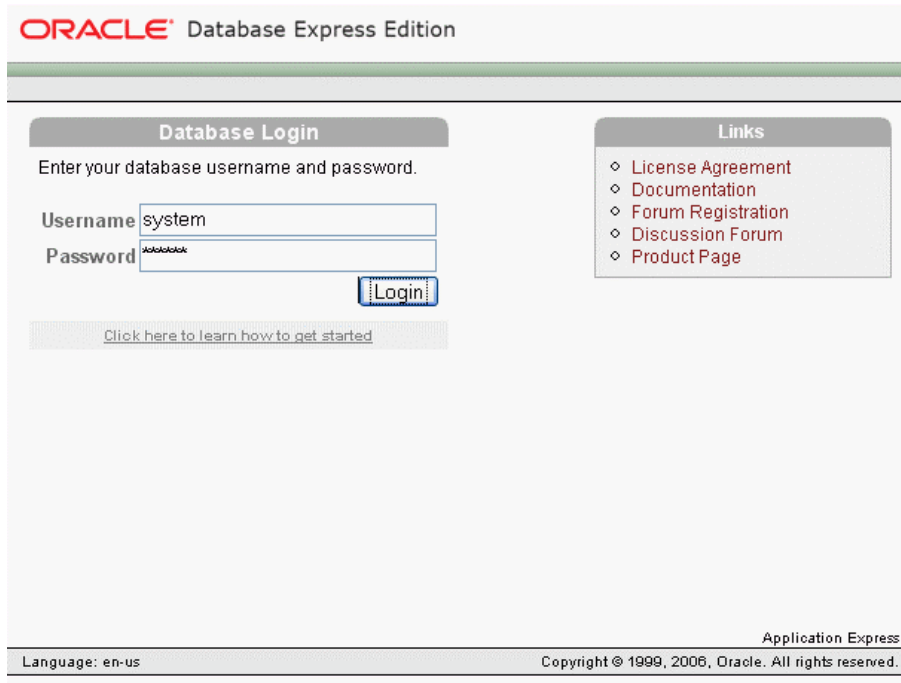 ORACLE® Database Express Edition
Database Login
Enter your database username and password.
Username system
Password *******
Login
Click here to learn how to get started
Links
License Agreement
Documentation
Forum Registration
Discussion Forum
Product Page
Application Express
Language: en-us
Copyright © 1999, 2006, Oracle. All rights reserved.